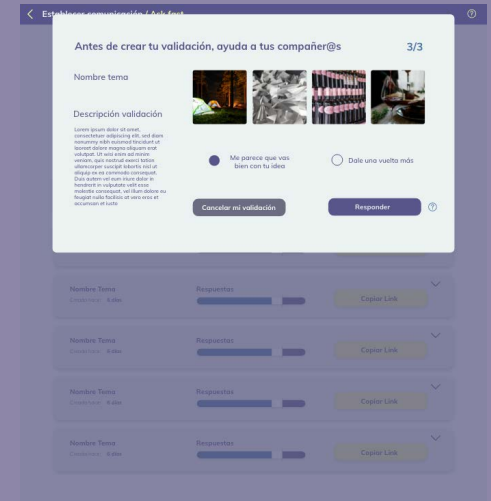 Establecer comunicación / Ask fast
Antes de crear tu validación, ayuda a tus compañer@s
3/3
Nombre tema
Descripción validación
Lorem ipsum dolor sit amet,
consectetuer adipiscing elit, sed diam
nonummy nibh euismod tincidunt ut
laoreet dolore magna aliquam erat
volutpat. Ut wisi enim ad minim
veniam, quis nostrud exerci tation
ullamcorper suscipit lobortis nisl ut
aliquip ex ea commodo consequat.
Duis autem vel eum iriure dolor in
hendrerit in vulputate velit esse
molestie consequat, vel illum dolore eu
feugiat nulla facilisis at vero eros et
accumsan et iusto
Me parece que vas
bien con tu idea
Dale una vuelta más
Cancelar mi validación
Responder
?
Nombre Tema
Respuestas
Copiar Link
Nombre Tema
Respuestas
Copiar Link
Nombre Tema
Respuestas
Copiar Link
Nombre Tema
Respuestas
Copiar Link